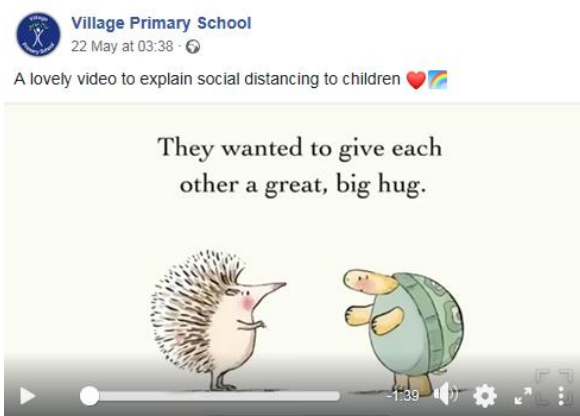 Village Primary School
22 May at 03:38 ·
A lovely video to explain social distancing to children ❤️🌈
They wanted to give each
other a great, big hug.
-1:39